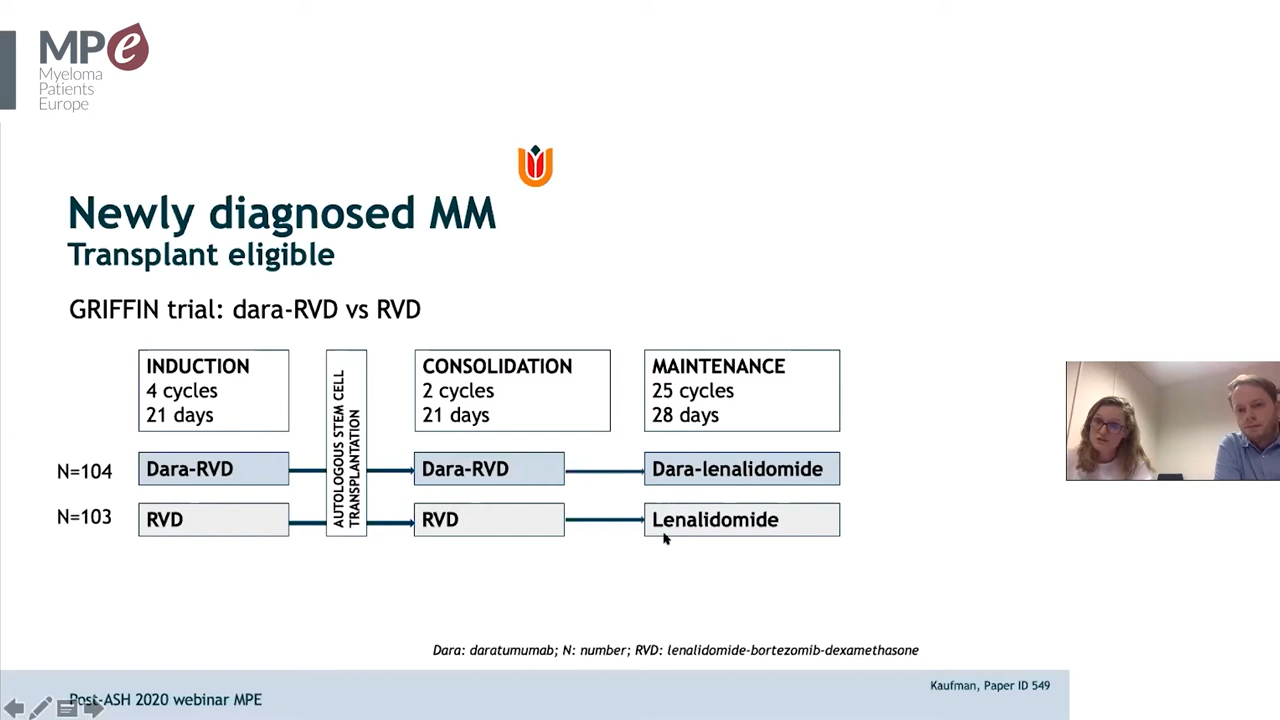 MPe
Myeloma
Patients
Europe
Newly diagnosed MM
Transplant eligible
GRIFFIN trial: dara-RVD vs RVD
INDUCTION
4 cycles
21 days
AUTOLOGOUS STEM CELL
TRANSPLANTATION
CONSOLIDATION
2 cycles
21 days
MAINTENANCE
25 cycles
28 days
N=104
Dara-RVD
Dara-RVD
Dara-lenalidomide
N=103
RVD
RVD
Lenalidomide
Dara: daratumumab; N: number; RVD: lenalidomide-bortezomib-dexamethasone
Kaufman, Paper ID 549
Post-ASH 2020 webinar MPE